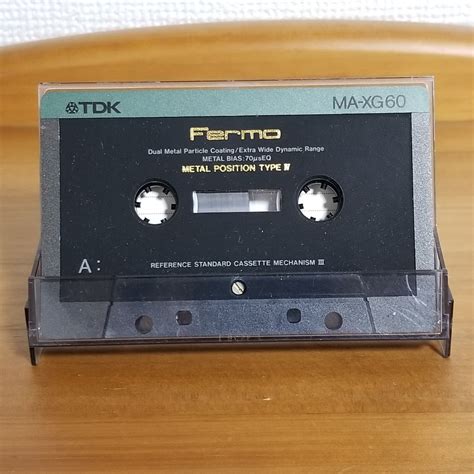 TDK MA-XG60
Fermo
Dual Metal Particle Coating/Extra Wide Dynamic Range
METAL BIAS:70µsEQ
METAL POSITION TYPE Ⅳ
A:
REFERENCE STANDARD CASSETTE MECHANISM Ⅲ